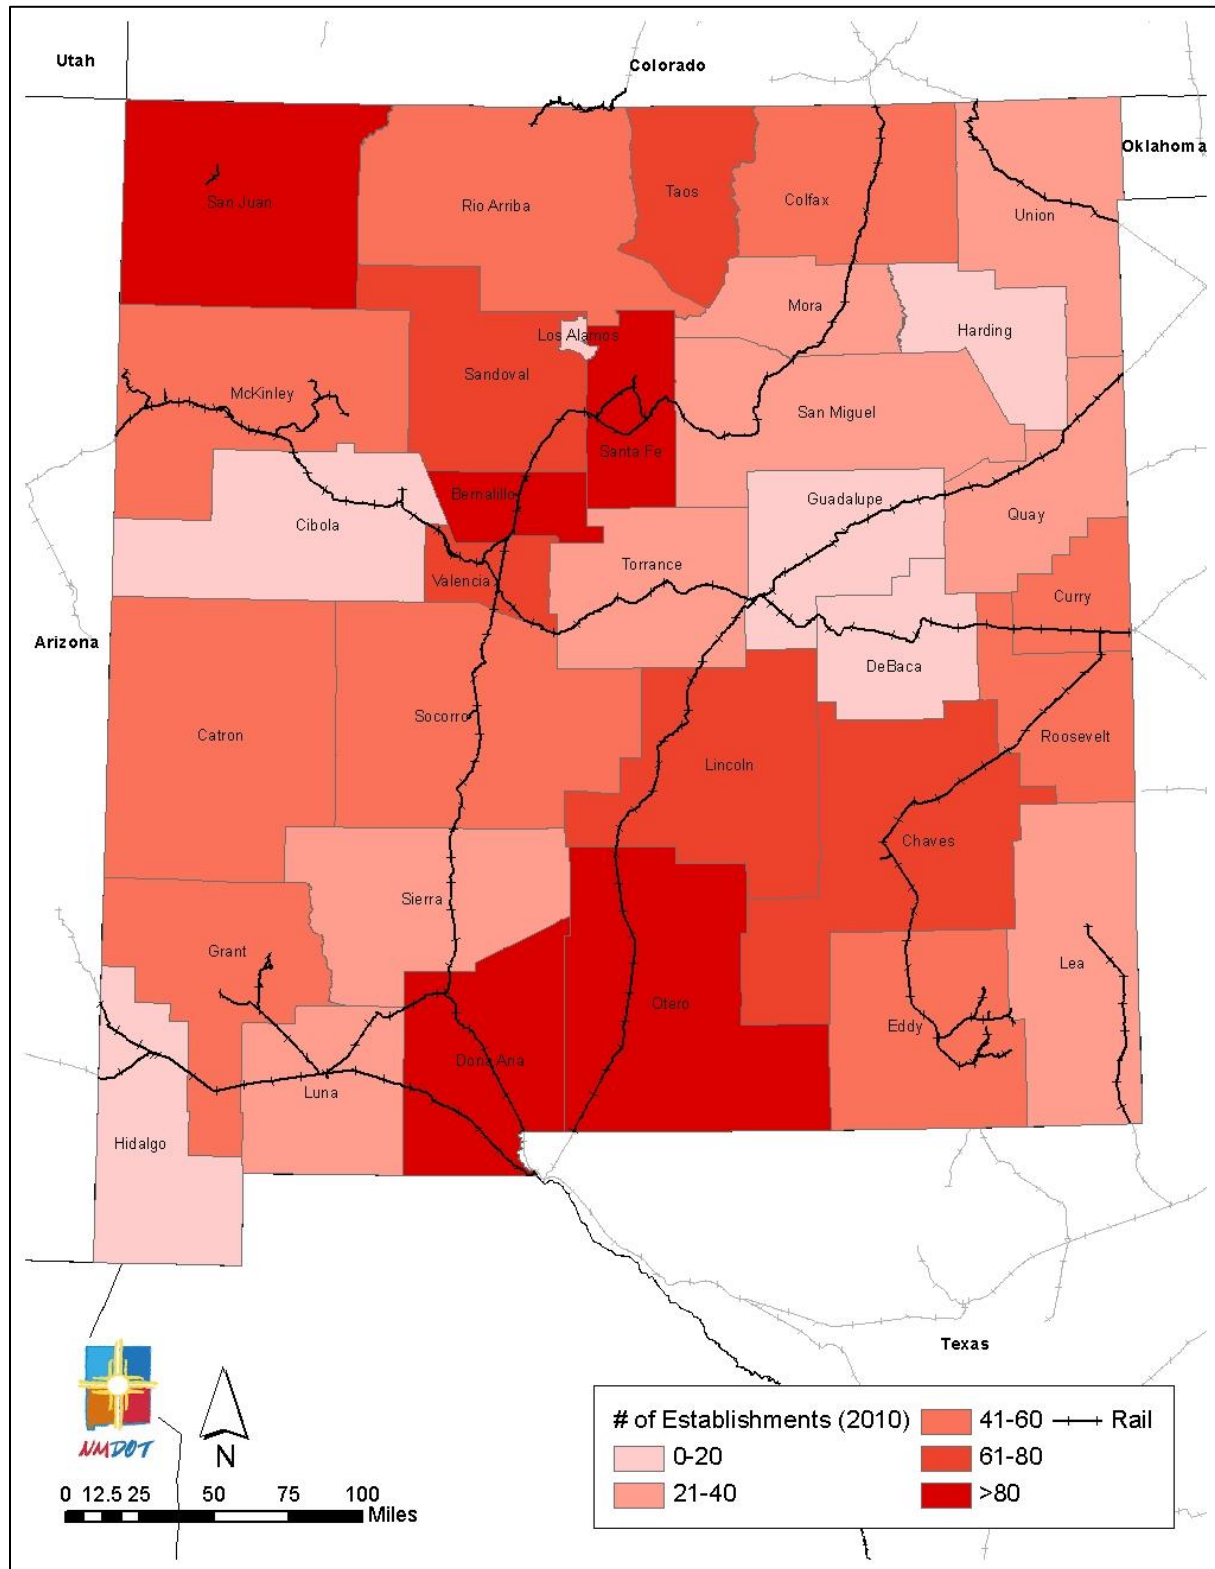 Utah
Colorado
Oklahoma
San Juan
Rio Arriba
Taos
Colfax
Union
Mora
Harding
Los Alamos
Sandoval
McKinley
San Miguel
Santa Fe
Bernalillo
Guadalupe
Cibola
Quay
Torrance
Valencia
Curry
Arizona
DeBaca
Socorro
Catron
Roosevelt
Lincoln
Chaves
Sierra
Grant
Lea
Otero
Eddy
Dona Ana
Luna
Hidalgo
Texas
NMDOT
N
0 12.5 25 50 75 100
Miles
# of Establishments (2010)
0-20
21-40
41-60
61-80
>80
Rail